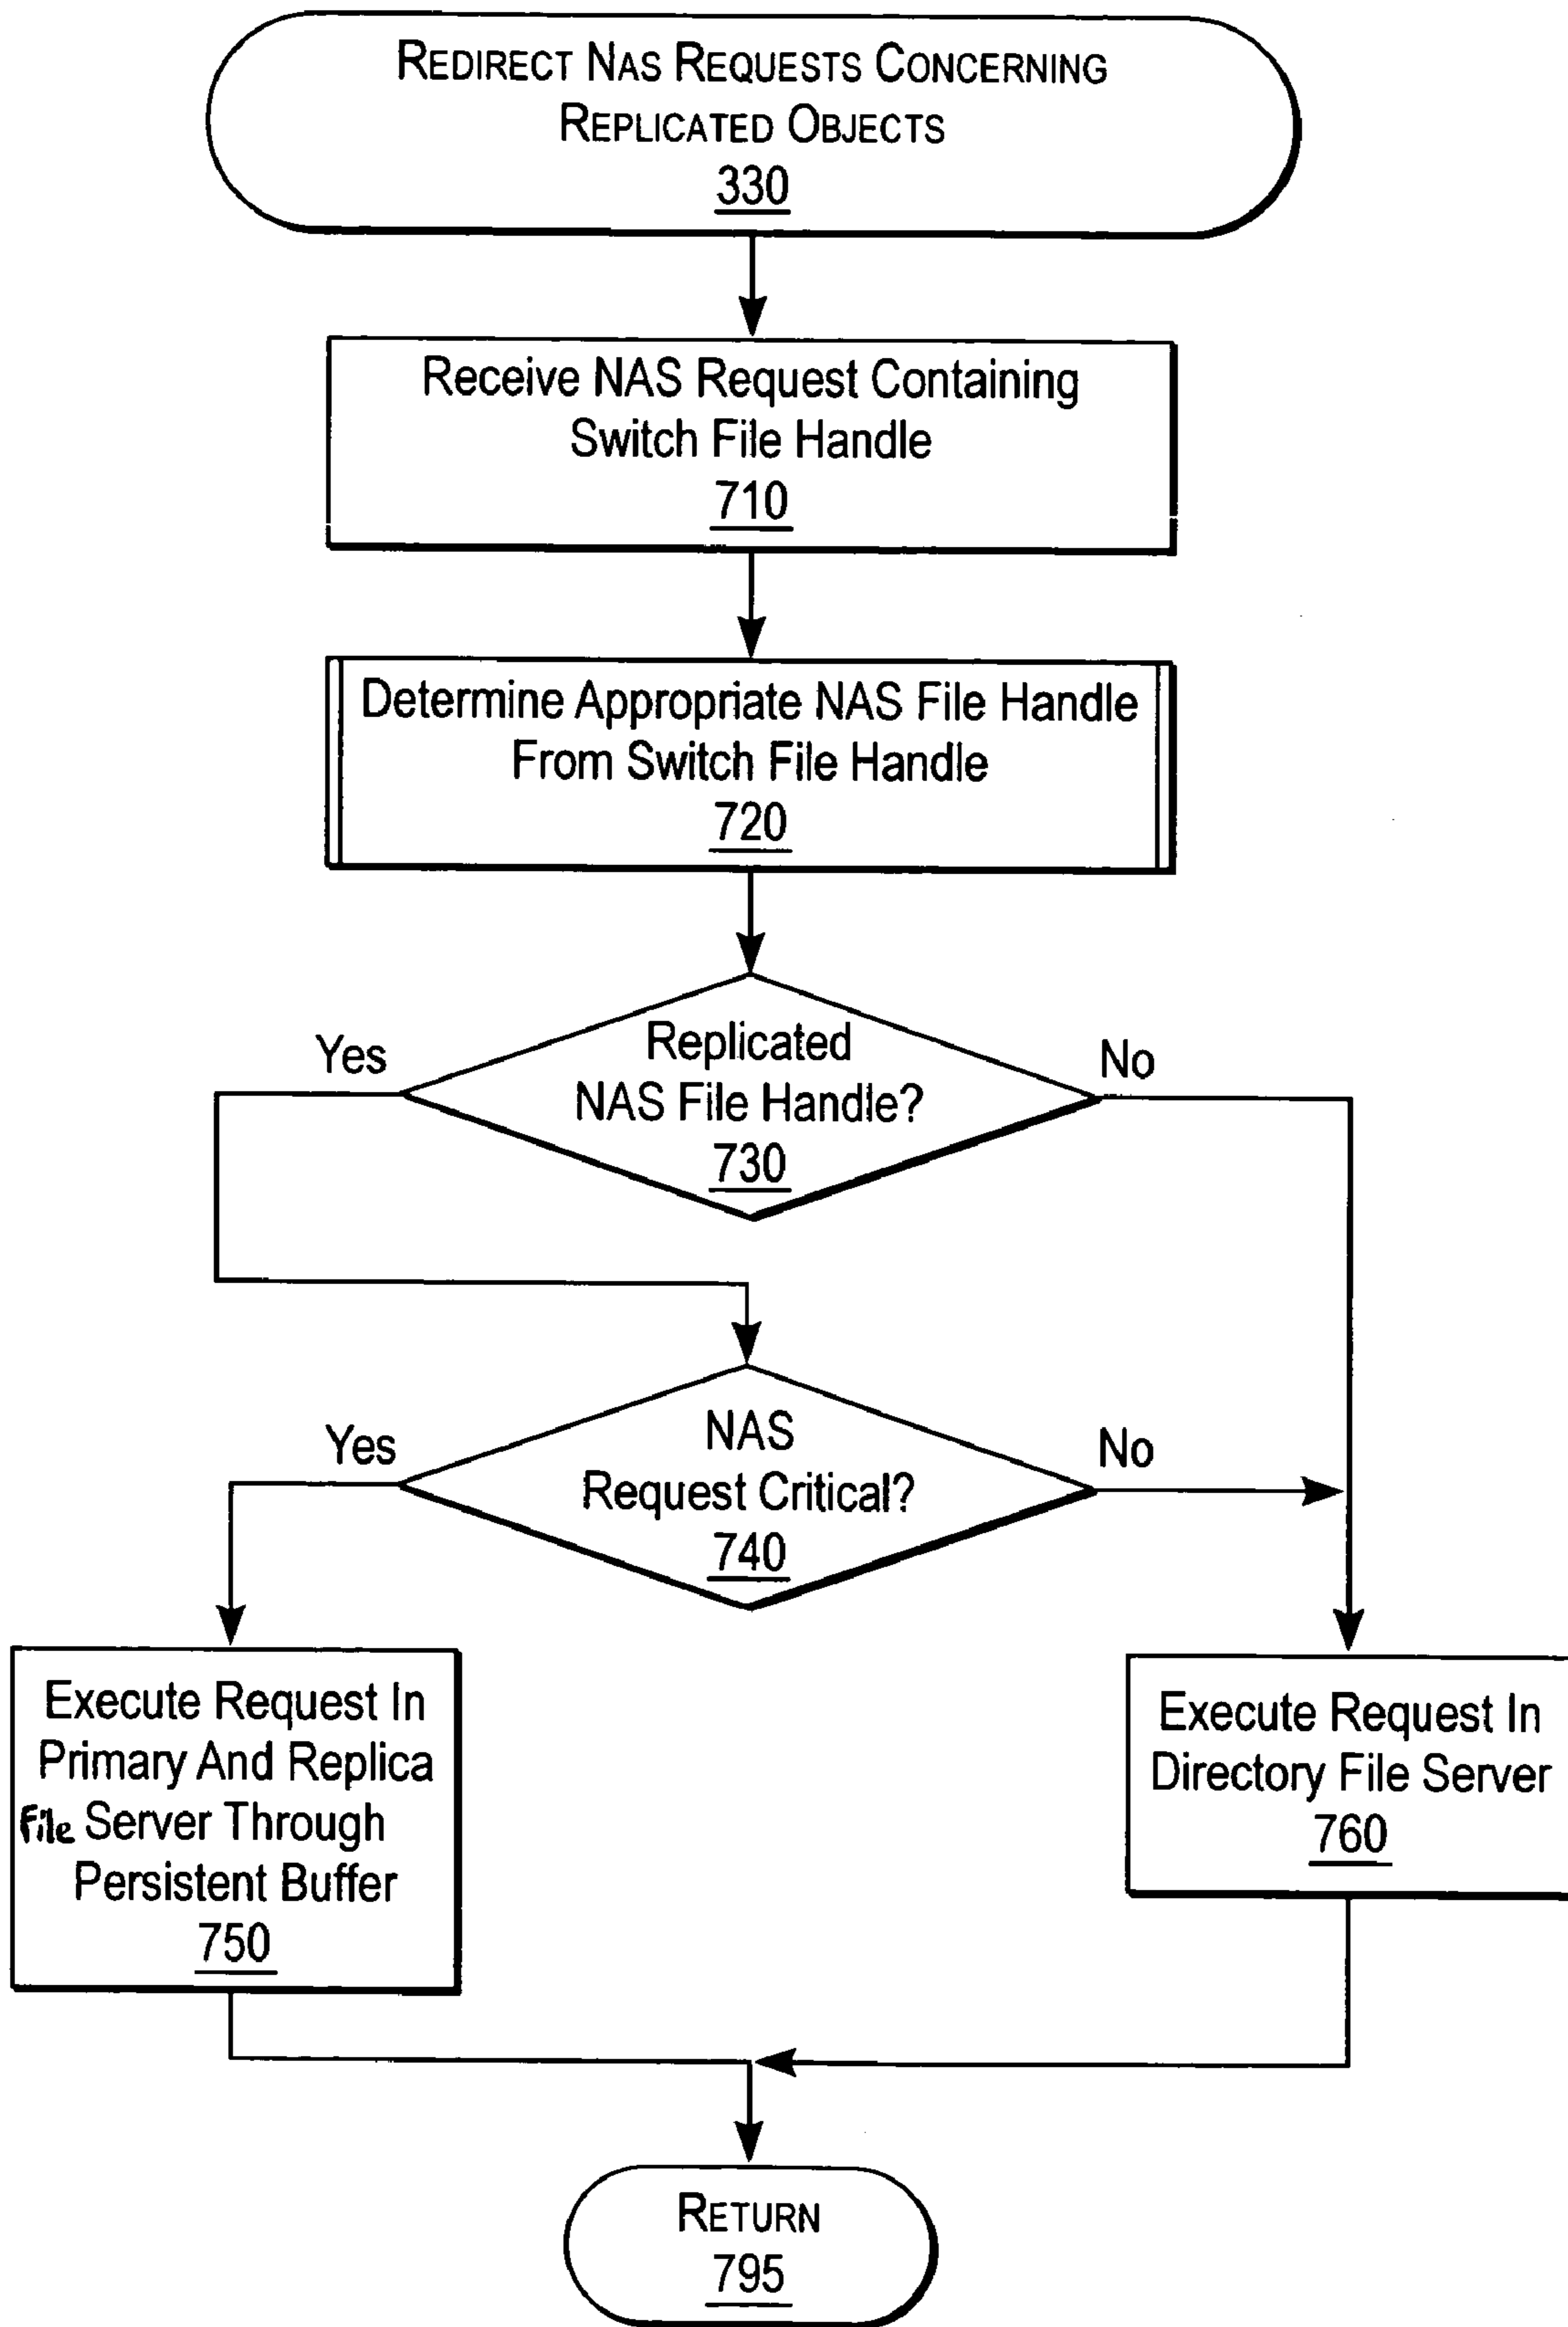 REDIRECT NAS REQUESTS CONCERNING
REPLICATED OBJECTS
330
Receive NAS Request Containing
Switch File Handle
710
Determine Appropriate NAS File Handle
From Switch File Handle
720
Replicated
NAS File Handle?
730
Yes
No
NAS
Request Critical?
740
Yes
No
Execute Request In
Primary And Replica
File Server Through
Persistent Buffer
750
Execute Request In
Directory File Server
760
RETURN
795